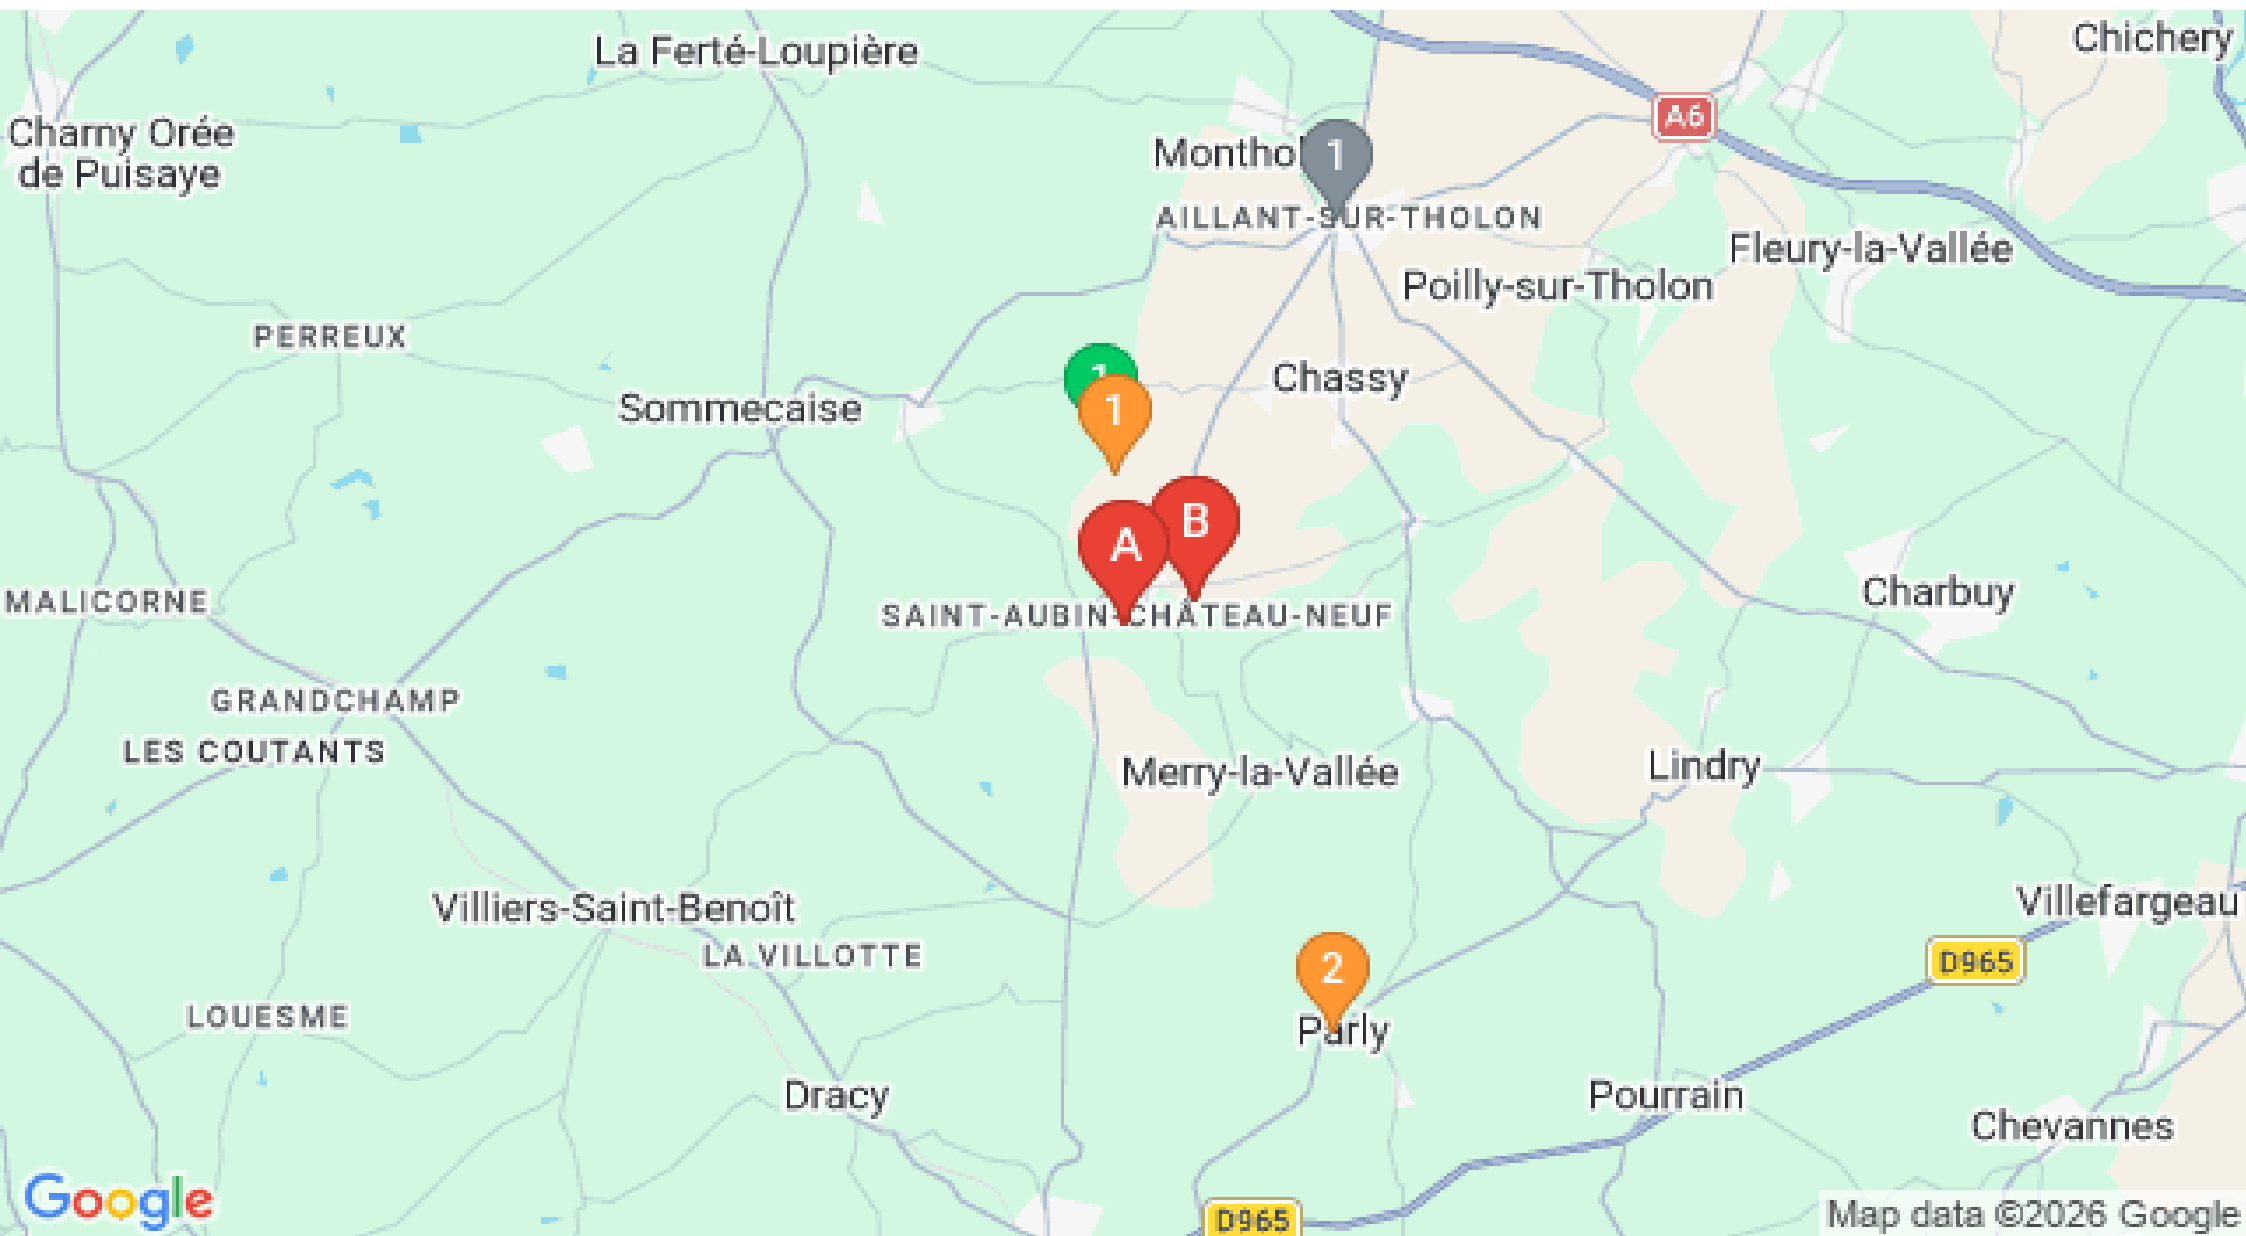 La Ferté-Loupière
Chichery
A6
Charny Orée
de Puisaye
1
AILLANT-SUR-THOLON
Fleury-la-Vallée
Poilly-sur-Tholon
PERREUX
Chassy
1
1
Sommecaise
B
A
MALICORNE
SAINT-AUBIN-CHÂTEAU-NEUF
Charbuy
GRANDCHAMP
LES COUTANTS
Merry-la-Vallée
Lindry
Villiers-Saint-Benoît
Villefargeau
LA VILLOTTE
D965
2
LOUESME
Parly
Dracy
Pourrain
Chevannes
Google
D965
Map data ©2026 Google